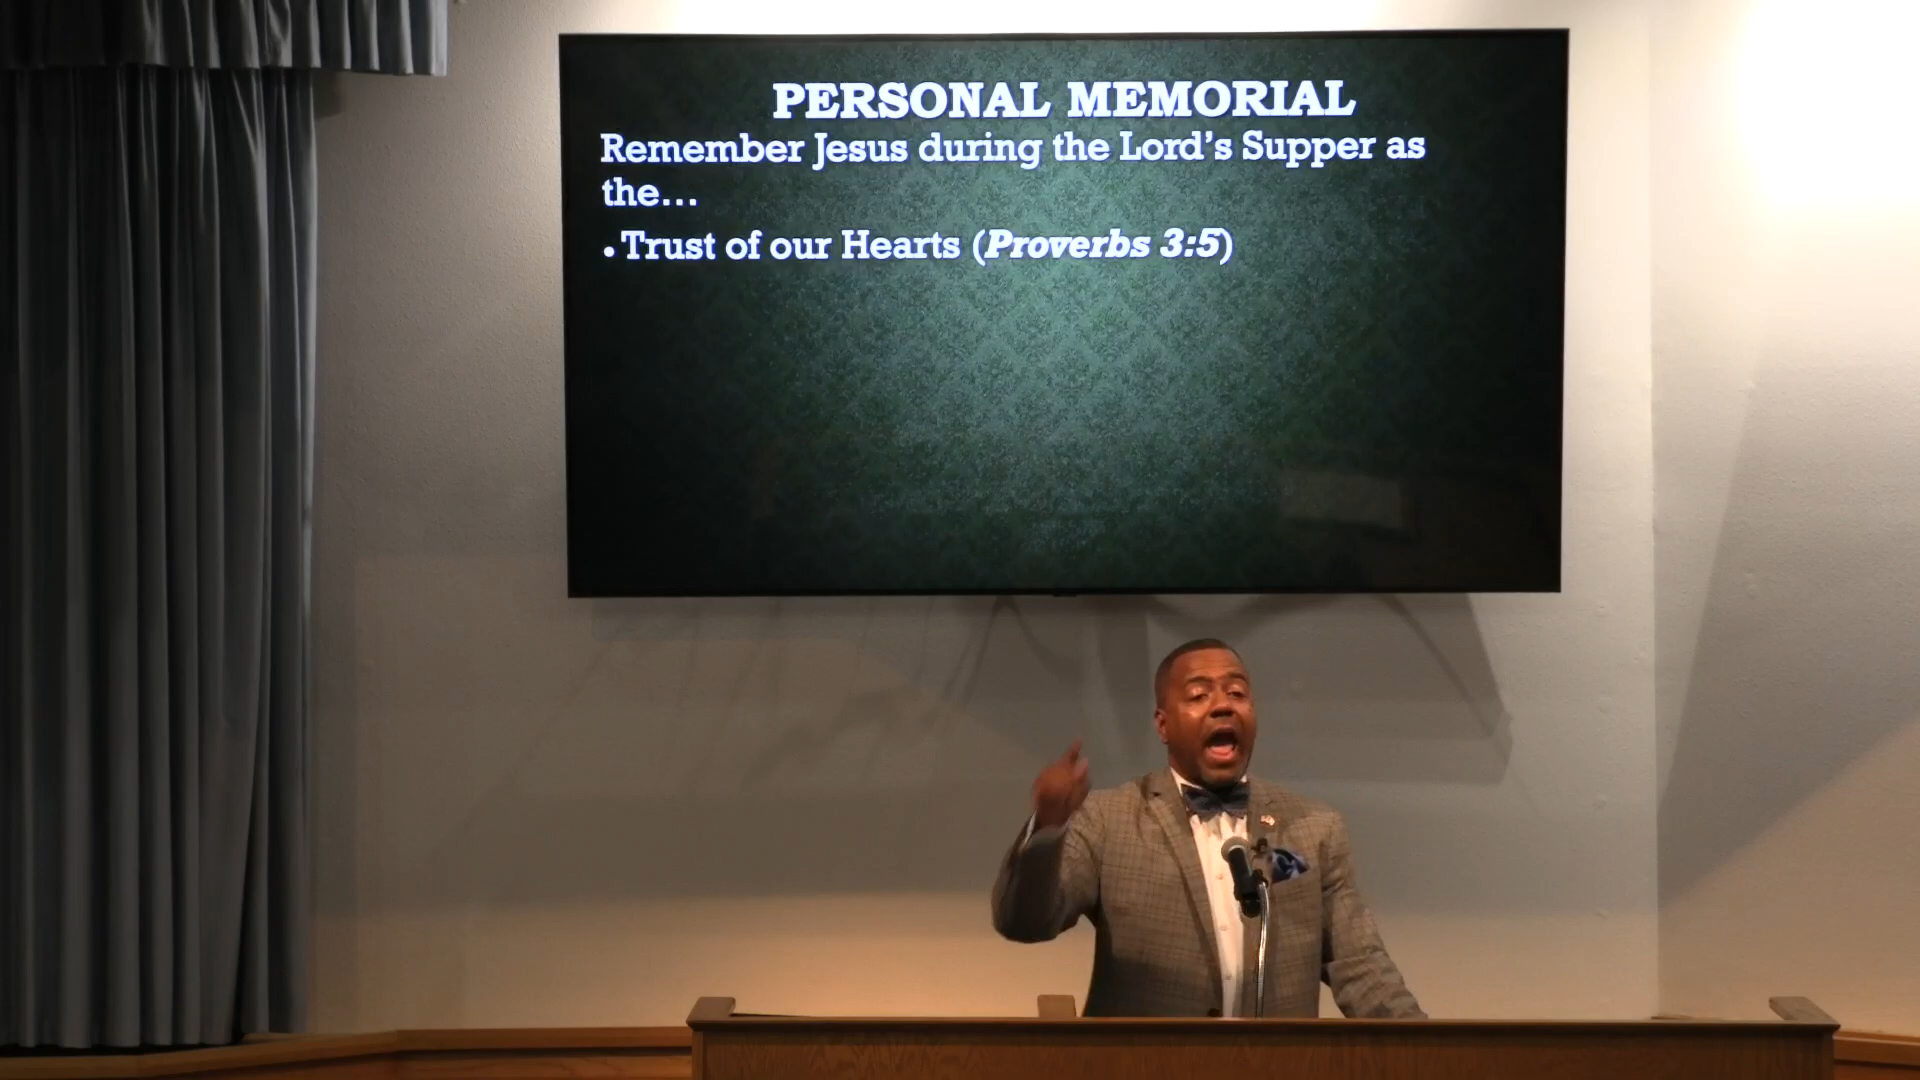 PERSONAL MEMORIAL
Remember Jesus during the Lord’s Supper as
the…
• Trust of our Hearts (Proverbs 3:5)